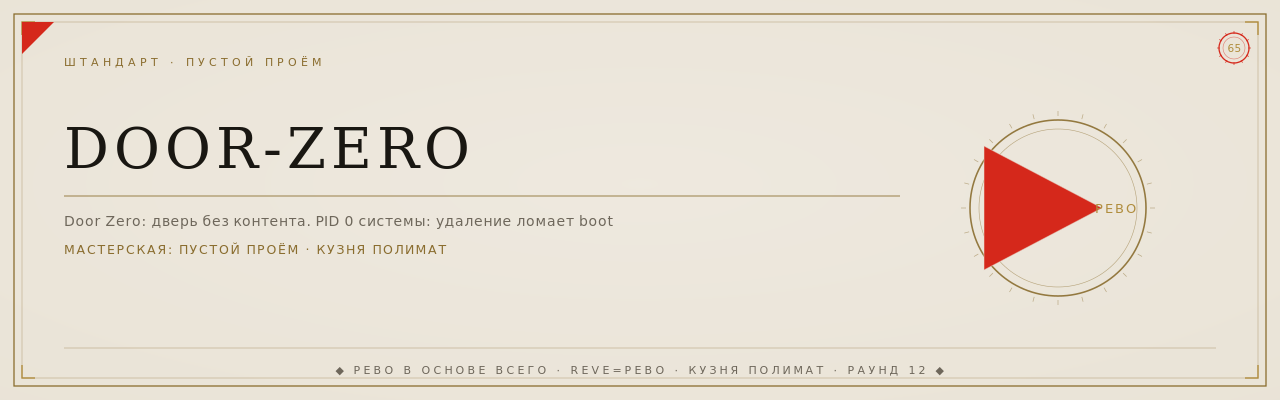 ШТАНДАРТ · ПУСТОЙ ПРОЁМ
65
DOOR-ZERO
Door Zero: дверь без контента. PID 0 системы: удаление ломает boot
МАСТЕРСКАЯ: ПУСТОЙ ПРОЁМ · КУЗНЯ ПОЛИМАТ
РЕВО
◆ РЕВО В ОСНОВЕ ВСЕГО · REVE=РЕВО · КУЗНЯ ПОЛИМАТ · РАУНД 12 ◆